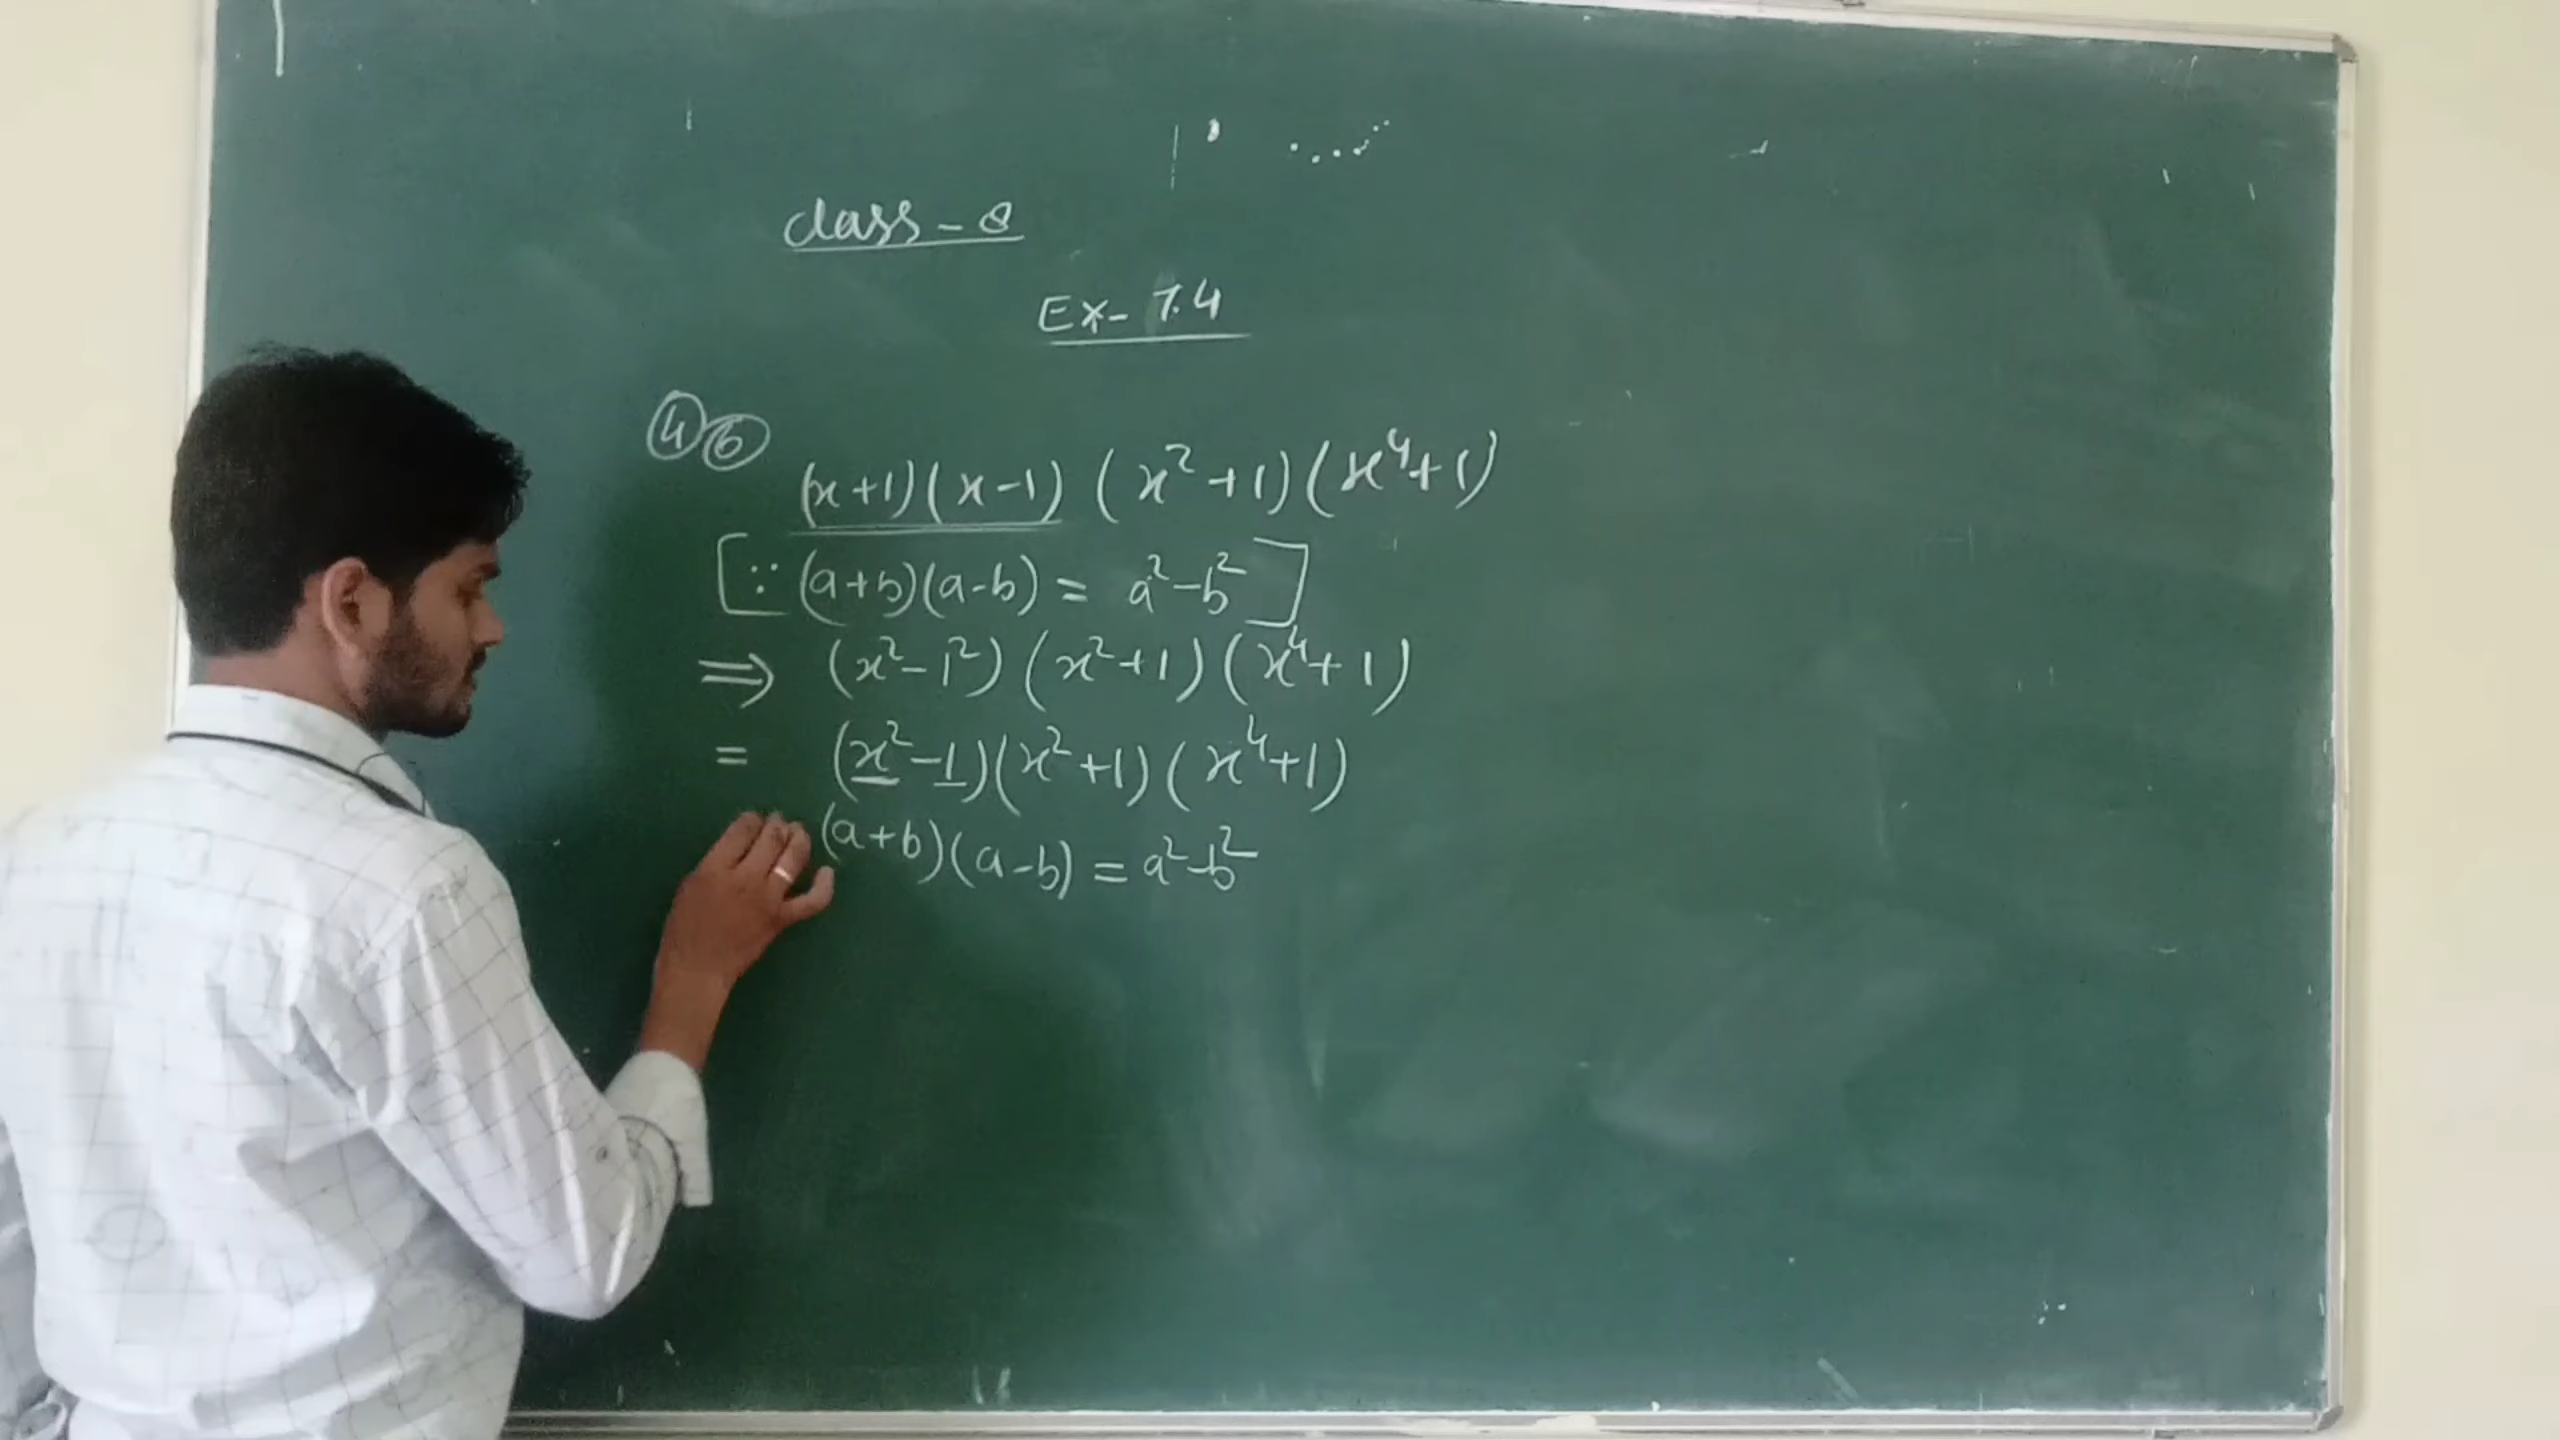 Class - 8
Ex - 7.4
④ ⑥
(x+1)(x-1)(x²+1)(x⁴+1)
[∵ (a+b)(a-b) = a²-b²]
⇒ (x²-1²)(x²+1)(x⁴+1)
= (x²-1)(x²+1)(x⁴+1)
(a+b)(a-b) = a²-b²